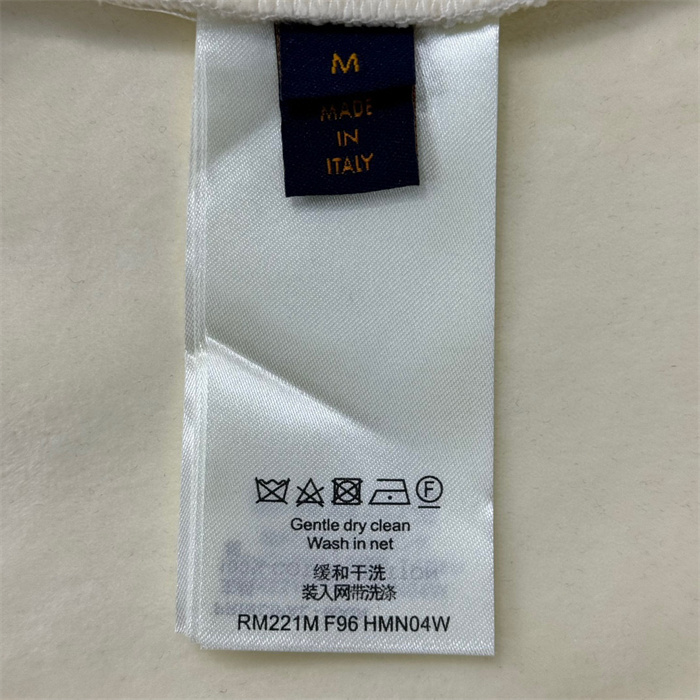 M
MADE
IN
ITALY
F
Gentle dry clean
Wash in net
缓和干洗
装入网带洗涤
RM221M F96 HMN04W